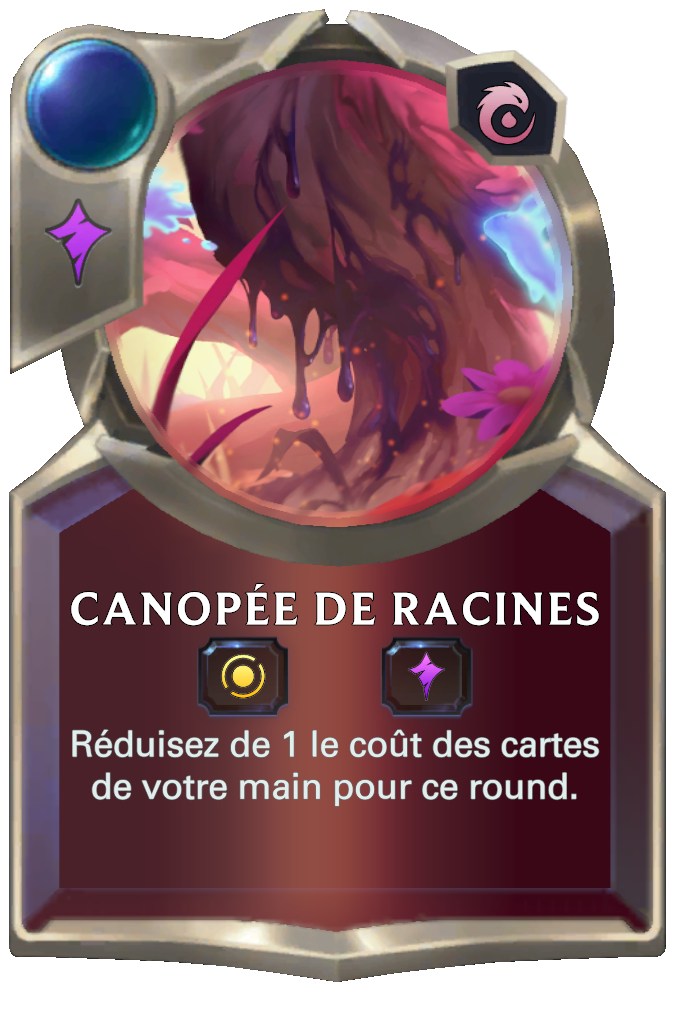 CANOPÉE DE RACINES
Réduisez de 1 le coût des cartes
de votre main pour ce round.